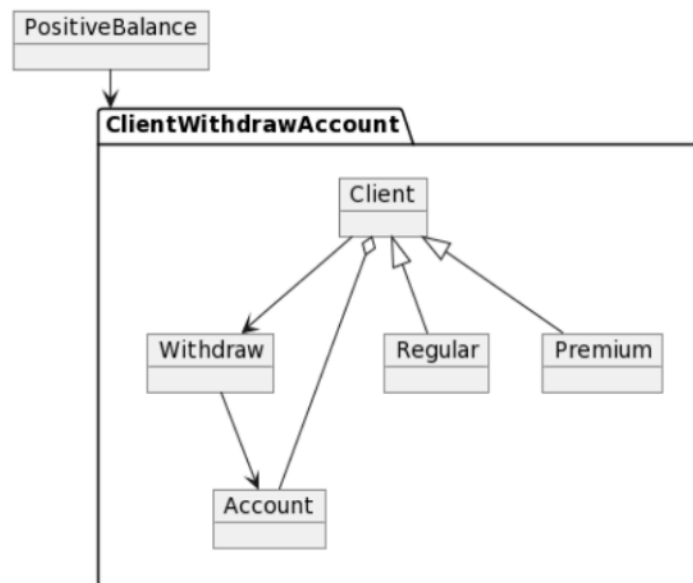 PositiveBalance
ClientWithdrawAccount
Client
Withdraw
Regular
Premium
Account